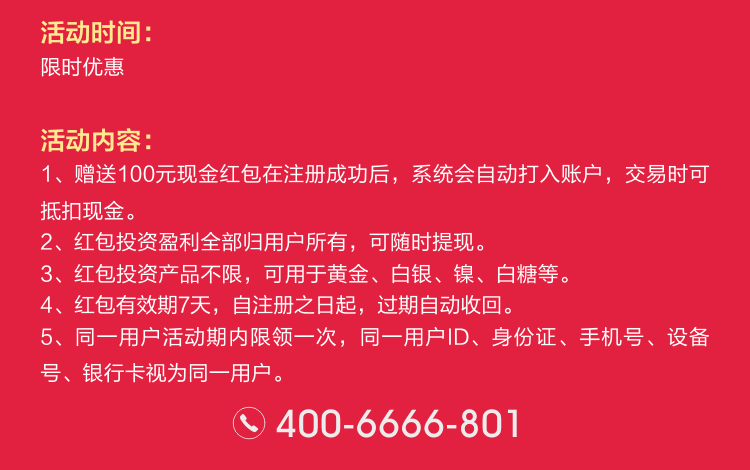 活动时间：
限时优惠
活动内容：
1、赠送100元现金红包在注册成功后，系统会自动打入账户，交易时可
抵扣现金。
2、红包投资盈利全部归用户所有，可随时提现。
3、红包投资产品不限，可用于黄金、白银、镍、白糖等。
4、红包有效期7天，自注册之日起，过期自动收回。
5、同一用户活动期内限领一次，同一用户ID、身份证、手机号、设备
号、银行卡视为同一用户。
400-6666-801